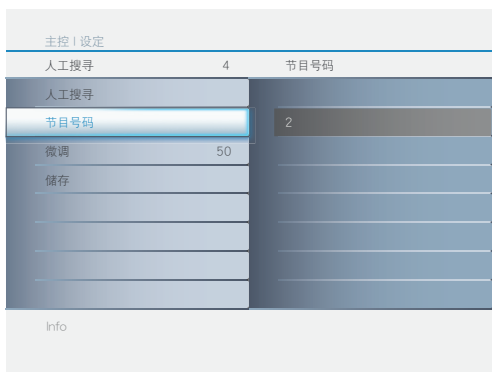 主控 | 设定
人工搜寻 4 节目号码
人工搜寻
节目号码 2
微调 50
储存
Info